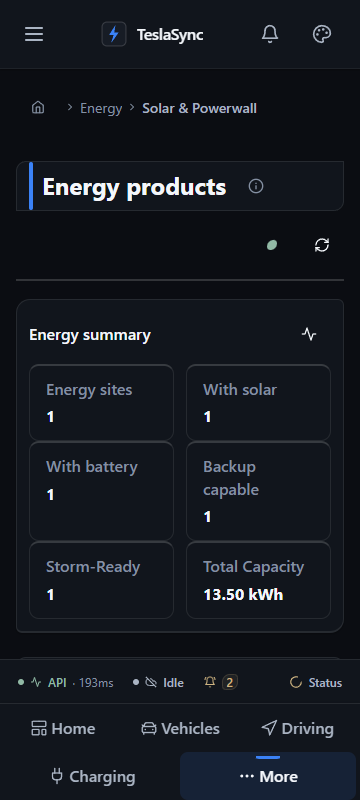 TeslaSync
Energy
Solar & Powerwall
Energy products
Energy summary
Energy sites
1
With solar
1
With battery
1
Backup
capable
1
Storm-Ready
1
Total Capacity
13.50 kWh
API · 193ms
Idle
2
Status
Home
Vehicles
Driving
Charging
More